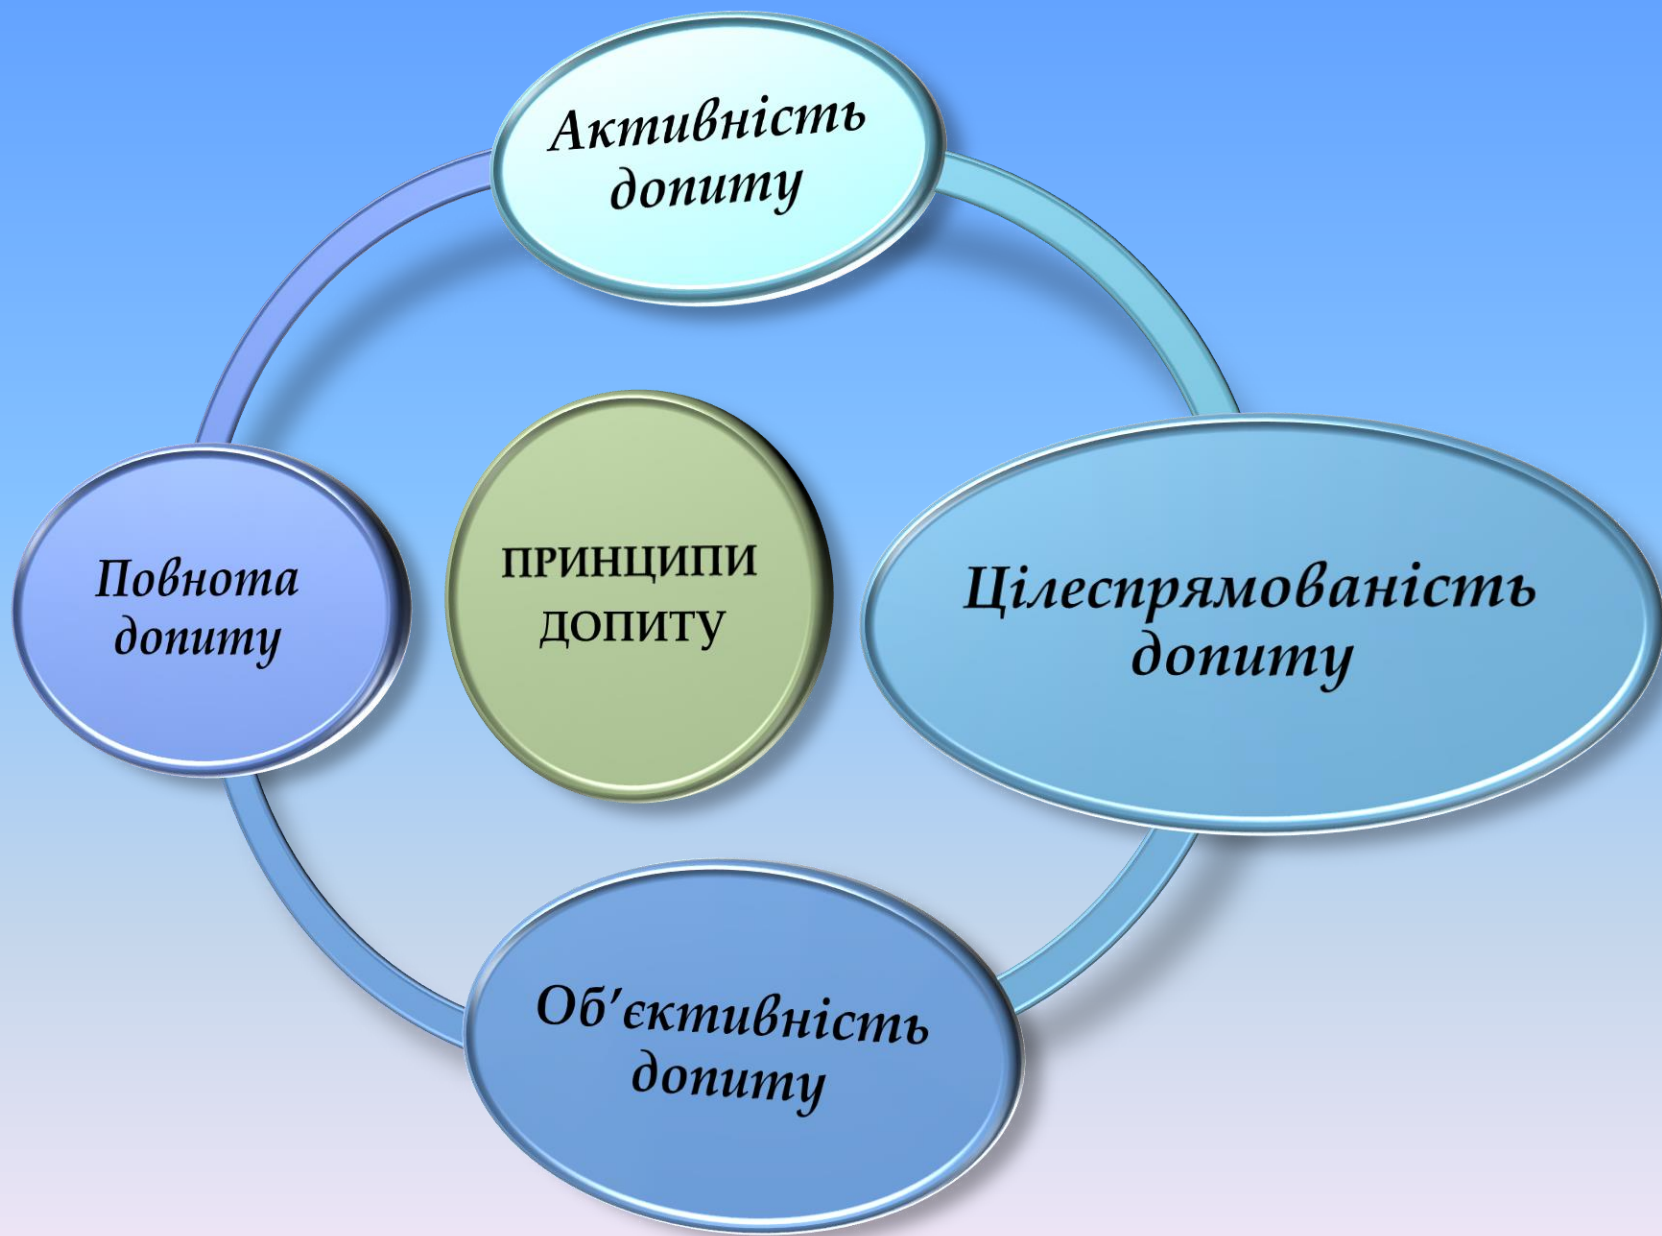 Активність
допиту
Повнота
допиту
ПРИНЦИПИ
ДОПИТУ
Цілеспрямованість
допиту
Об’єктивність
допиту